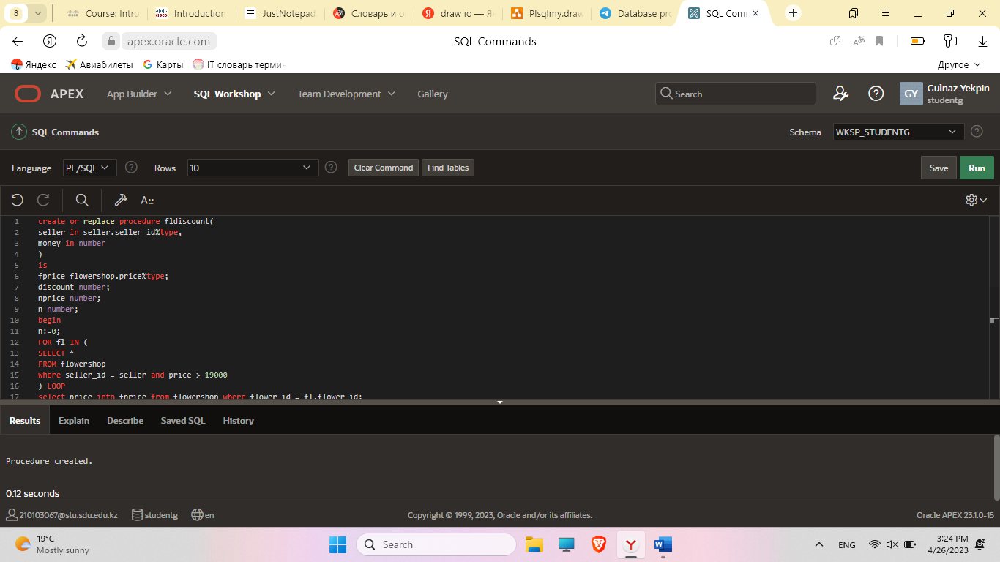 8
Course: Intro
Introduction
JustNotepad
Словарь и о
draw io — Я
Plsqlmy.draw
Database pro
SQL Com
apex.oracle.com
SQL Commands
Яндекс
Авиабилеты
Карты
IT словарь термин
Другое
APEX
App Builder
SQL Workshop
Team Development
Gallery
Search
GY
Gulnaz Yekpin
studentg
SQL Commands
Schema
WKSP_STUDENTG
Language
PL/SQL
Rows
10
Clear Command
Find Tables
Save
Run
1 create or replace procedure fldiscount(
2 seller in seller.seller_id%type,
3 money in number
4 )
5 is
6 fprice flowershop.price%type;
7 discount number;
8 nprice number;
9 n number;
10 begin
11 n:=0;
12 FOR fl IN (
13 SELECT *
14 FROM flowershop
15 where seller_id = seller and price > 19000
16 ) LOOP
17 select price into fprice from flowershop where flower_id = fl.flower_id;
Results
Explain
Describe
Saved SQL
History
Procedure created.
0.12 seconds
210103067@stu.sdu.edu.kz
studentg
en
Copyright © 1999, 2023, Oracle and/or its affiliates.
Oracle APEX 23.1.0-15
19°C
Mostly sunny
Search
ENG
3:24 PM
4/26/2023